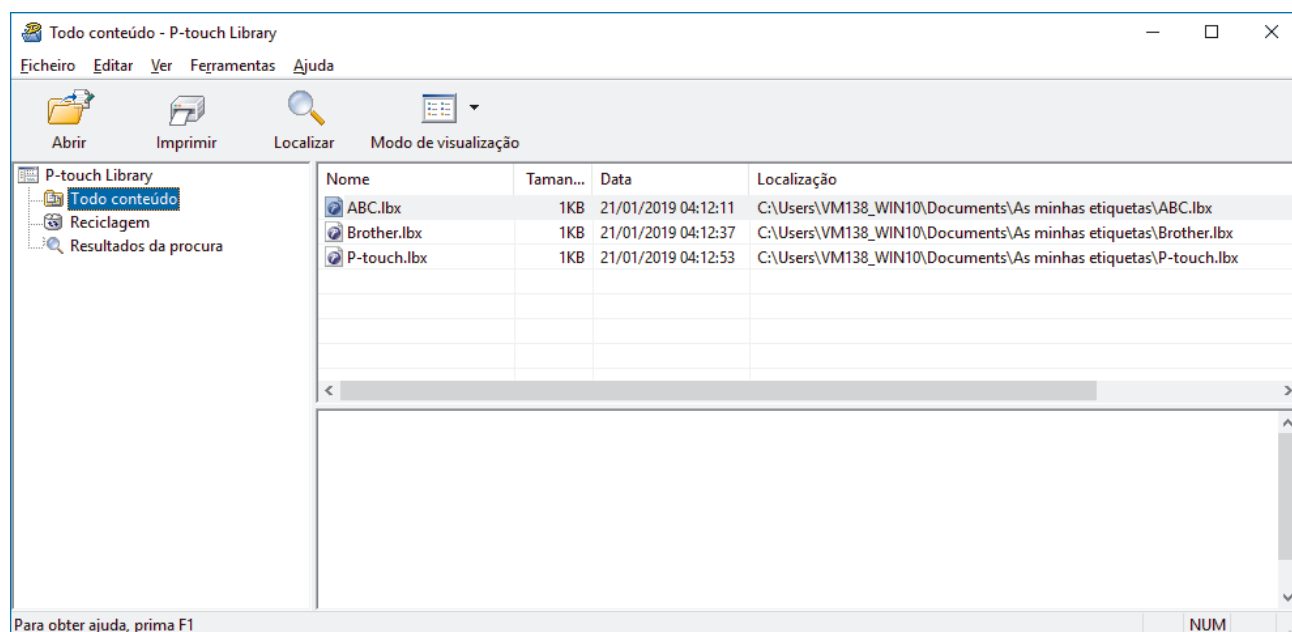 Todo conteúdo - P-touch Library
Ficheiro Editar Ver Ferramentas Ajuda
Abrir Imprimir Localizar Modo de visualização
P-touch Library
Todo conteúdo
Reciclagem
Resultados da procura
Nome Taman... Data Localização
ABC.lbx 1KB 21/01/2019 04:12:11 C:\Users\VM138_WIN10\Documents\As minhas etiquetas\ABC.lbx
Brother.lbx 1KB 21/01/2019 04:12:37 C:\Users\VM138_WIN10\Documents\As minhas etiquetas\Brother.lbx
P-touch.lbx 1KB 21/01/2019 04:12:53 C:\Users\VM138_WIN10\Documents\As minhas etiquetas\P-touch.lbx
Para obter ajuda, prima F1 NUM